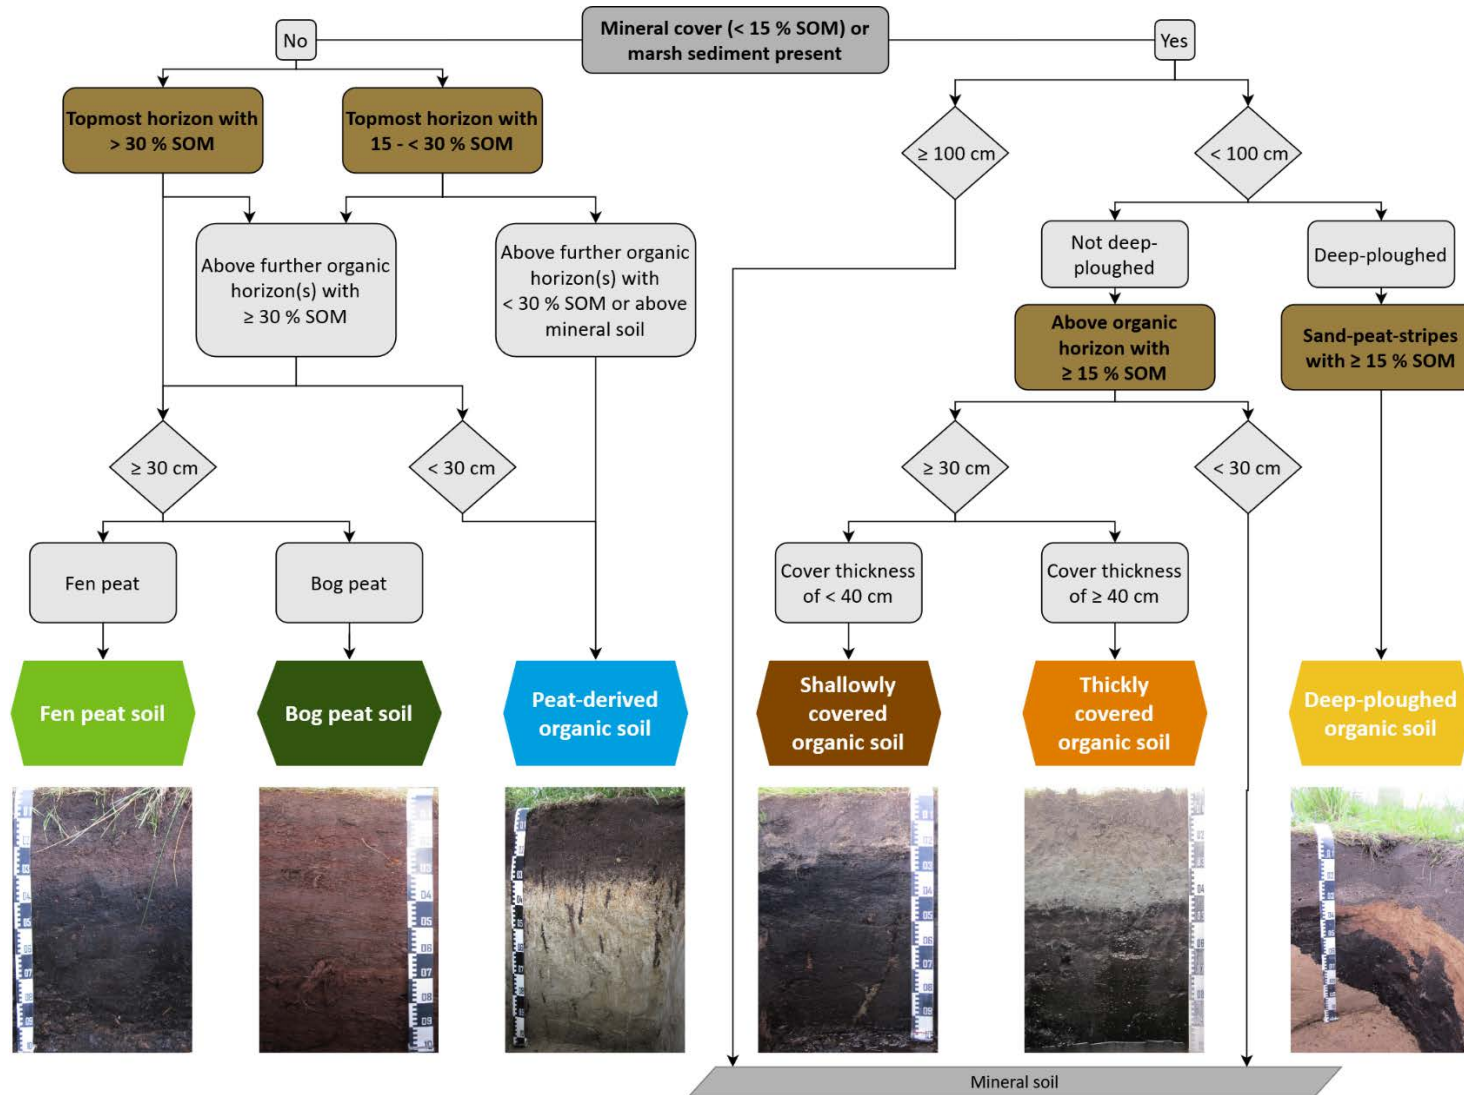 Mineral cover (< 15 % SOM) or
marsh sediment present
No
Yes
Topmost horizon with
> 30 % SOM
Topmost horizon with
15 - < 30 % SOM
≥ 100 cm
< 100 cm
Above further organic
horizon(s) with
≥ 30 % SOM
Above further organic
horizon(s) with
< 30 % SOM or above
mineral soil
Not deep-
ploughed
Deep-ploughed
Above organic
horizon with
≥ 15 % SOM
Sand-peat-stripes
with ≥ 15 % SOM
≥ 30 cm
< 30 cm
≥ 30 cm
< 30 cm
Fen peat
Bog peat
Cover thickness
of < 40 cm
Cover thickness
of ≥ 40 cm
Fen peat soil
Bog peat soil
Peat-derived
organic soil
Shallowly
covered
organic soil
Thickly
covered
organic soil
Deep-ploughed
organic soil
Mineral soil